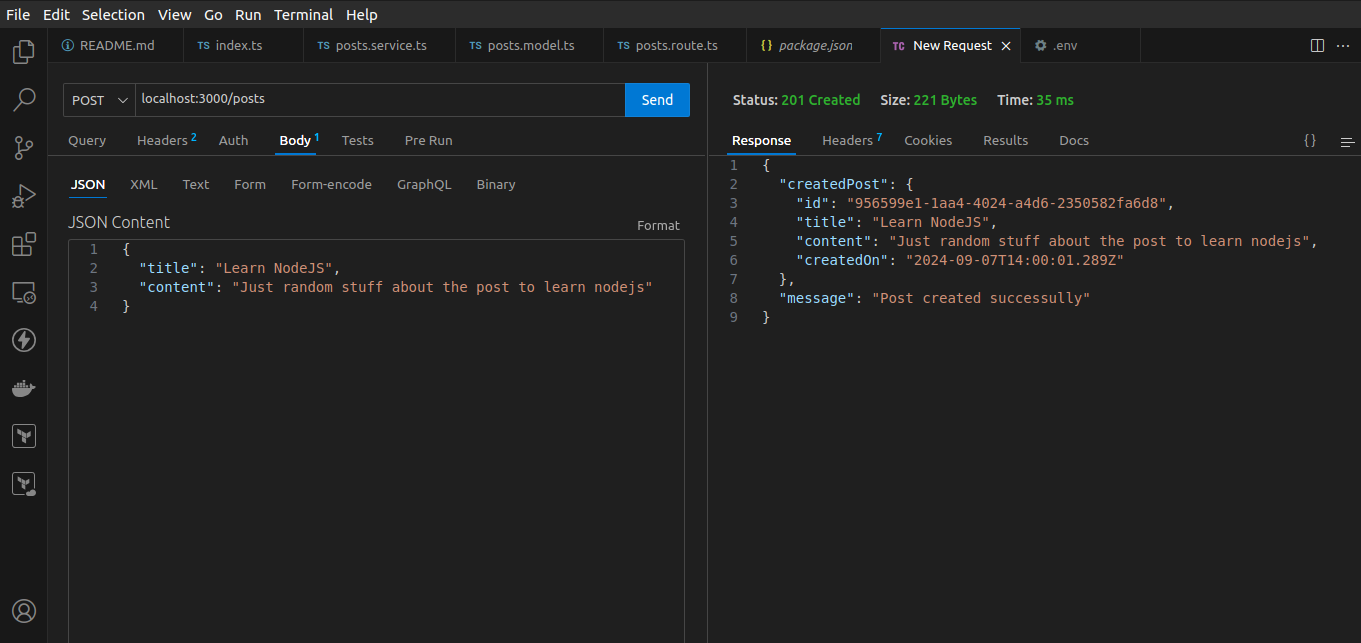 File Edit Selection View Go Run Terminal Help
README.md TS index.ts TS posts.service.ts TS posts.model.ts TS posts.route.ts {} package.json TC New Request .env
POST localhost:3000/posts Send
Query Headers 2 Auth Body 1 Tests Pre Run
JSON XML Text Form Form-encode GraphQL Binary
JSON Content
Format
1 {
2 "title": "Learn NodeJS",
3 "content": "Just random stuff about the post to learn nodejs"
4 }
Status: 201 Created Size: 221 Bytes Time: 35 ms
Response Headers 7 Cookies Results Docs {}
1 {
2 "createdPost": {
3 "id": "956599e1-1aa4-4024-a4d6-2350582fa6d8",
4 "title": "Learn NodeJS",
5 "content": "Just random stuff about the post to learn nodejs",
6 "createdOn": "2024-09-07T14:00:01.289Z"
7 },
8 "message": "Post created successully"
9 }